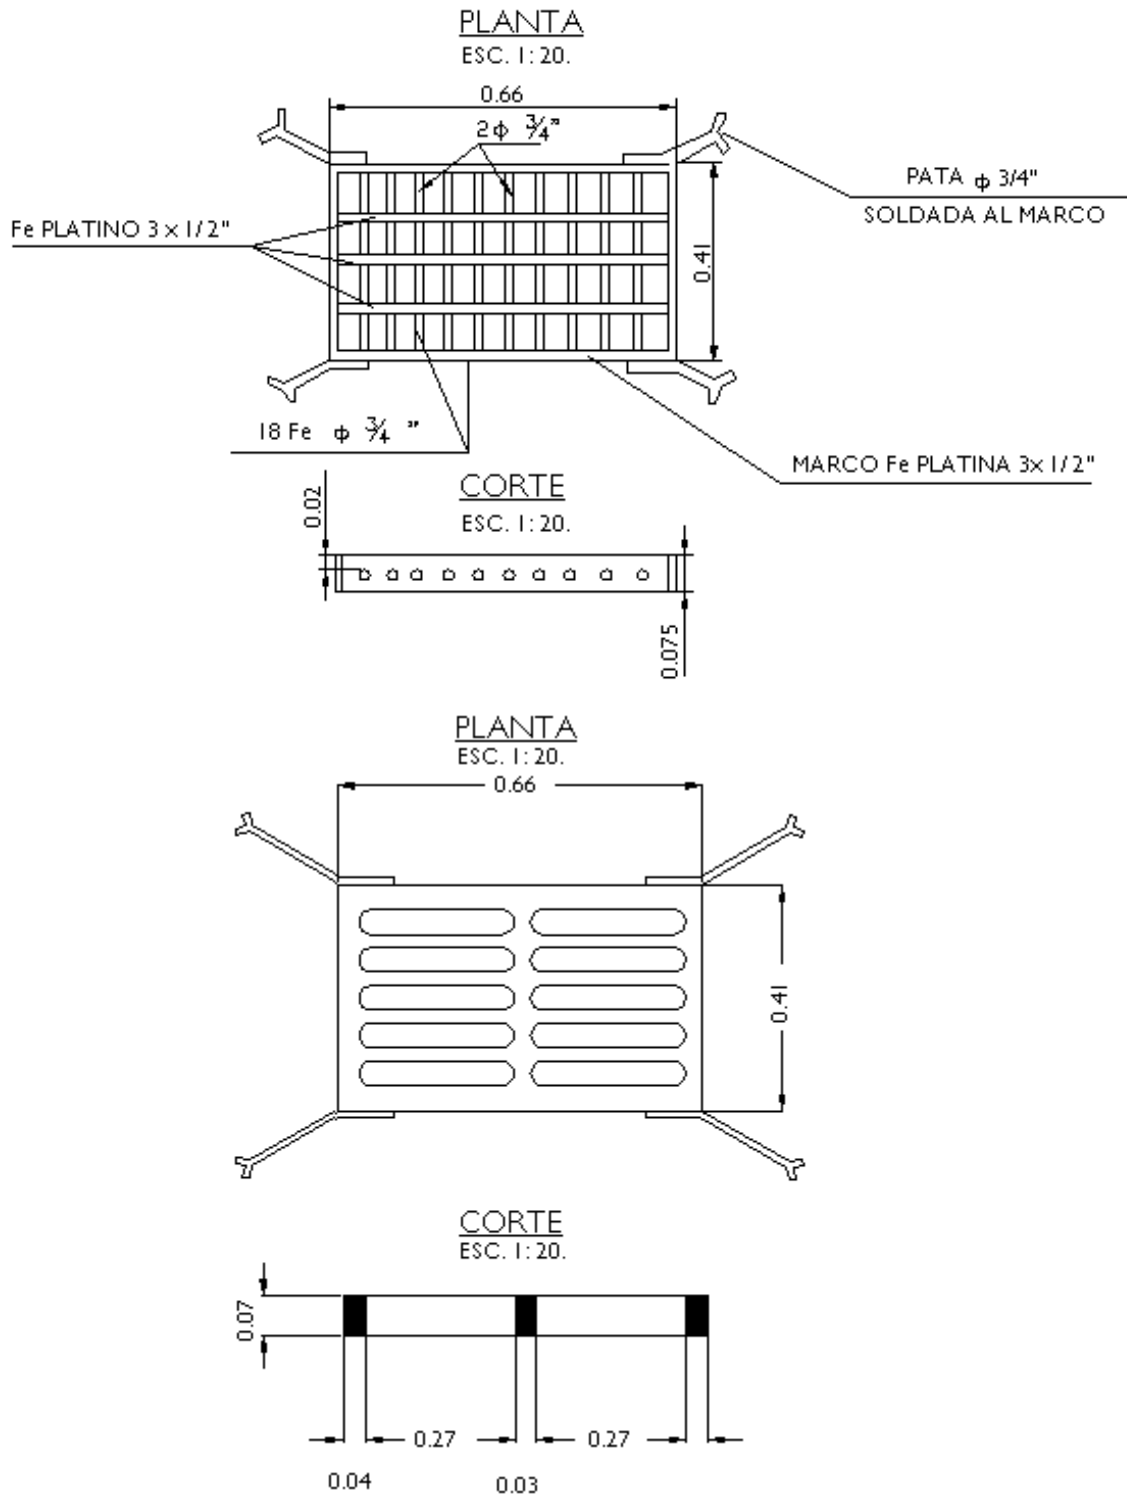 PLANTA
ESC. 1:20.
0.66
2ϕ 3/4"
PATA ϕ 3/4"
SOLDADA AL MARCO
Fe PLATINO 3 x 1/2"
0.41
18 Fe ϕ 3/4 "
MARCO Fe PLATINA 3x 1/2"
CORTE
ESC. 1:20.
0.02
0.075
PLANTA
ESC. 1:20.
0.66
0.41
CORTE
ESC. 1:20.
0.07
0.27
0.27
0.04
0.03